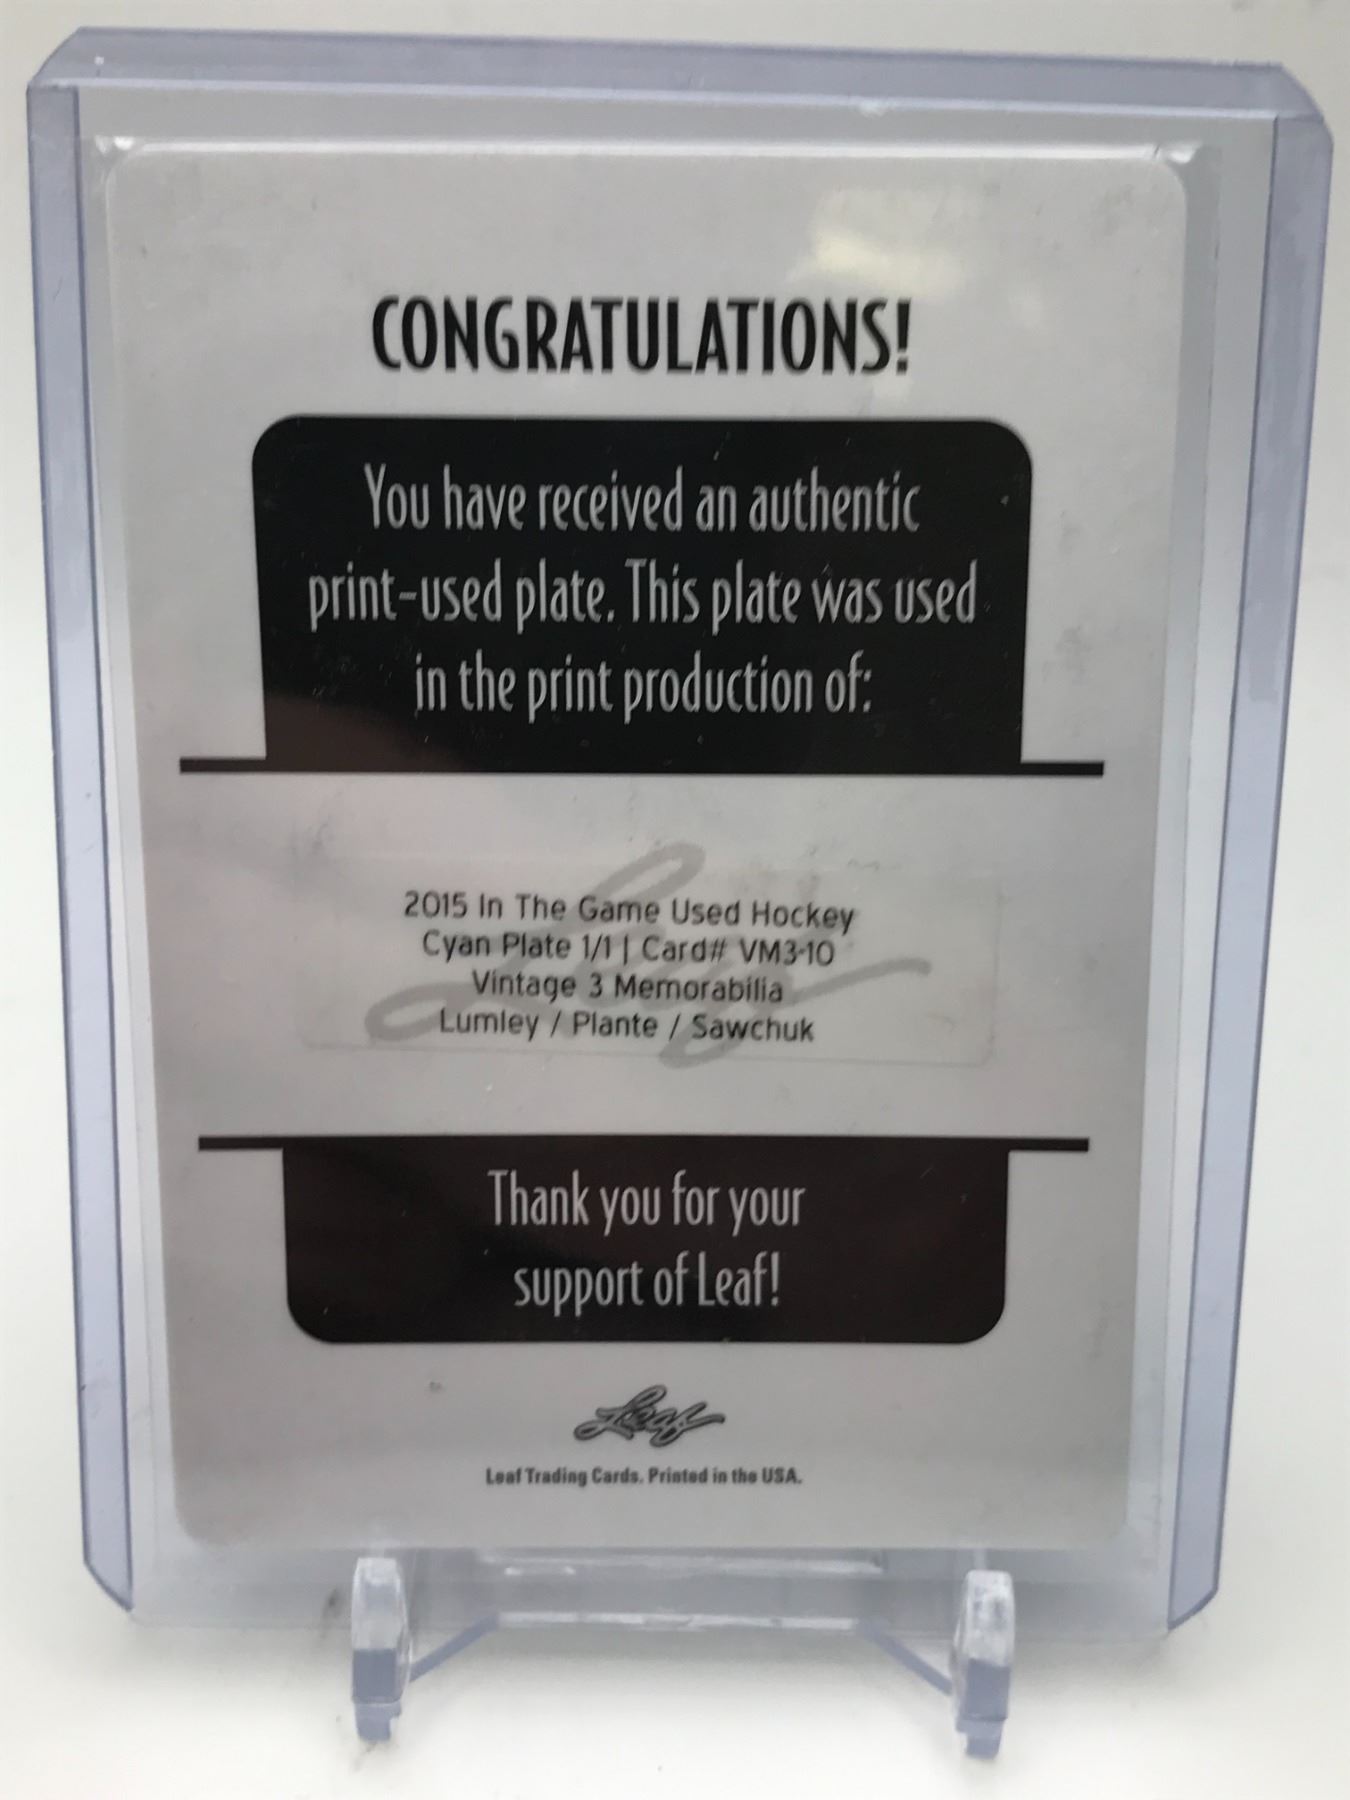 CONGRATULATIONS!
You have received an authentic
print-used plate. This plate was used
in the print production of:
2015 In The Game Used Hockey
Cyan Plate 1/1 | Card# VM3-10
Vintage 3 Memorabilia
Lumley / Plante / Sawchuk
Thank you for your
support of Leaf!
Leaf
Leaf Trading Cards. Printed in the USA.